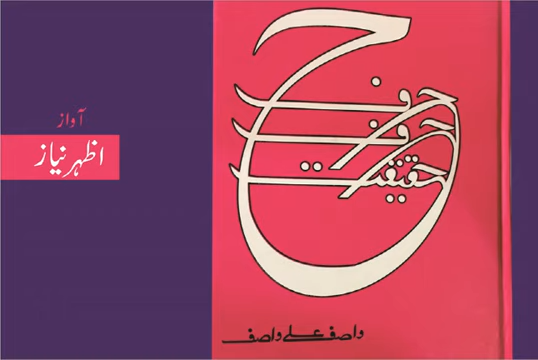 آواز
اظہر نیاز
حرف
حرف
حقیقت
واصف علی واصف